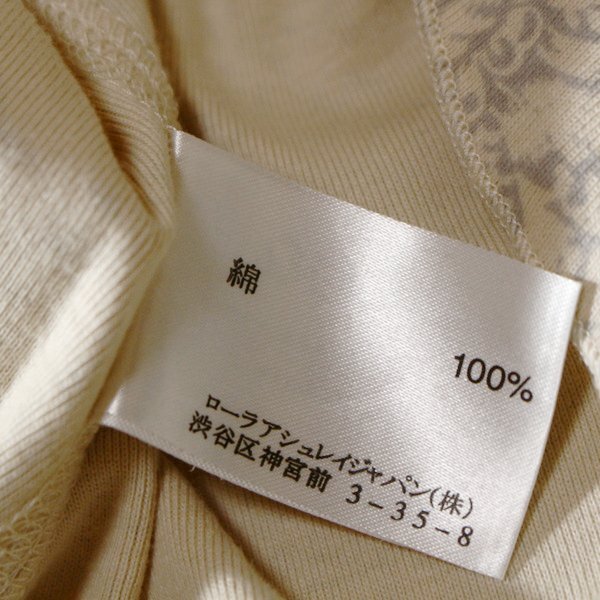 綿
100%
ローラアシュレイジャパン(株)
渋谷区神宮前 3-35-8